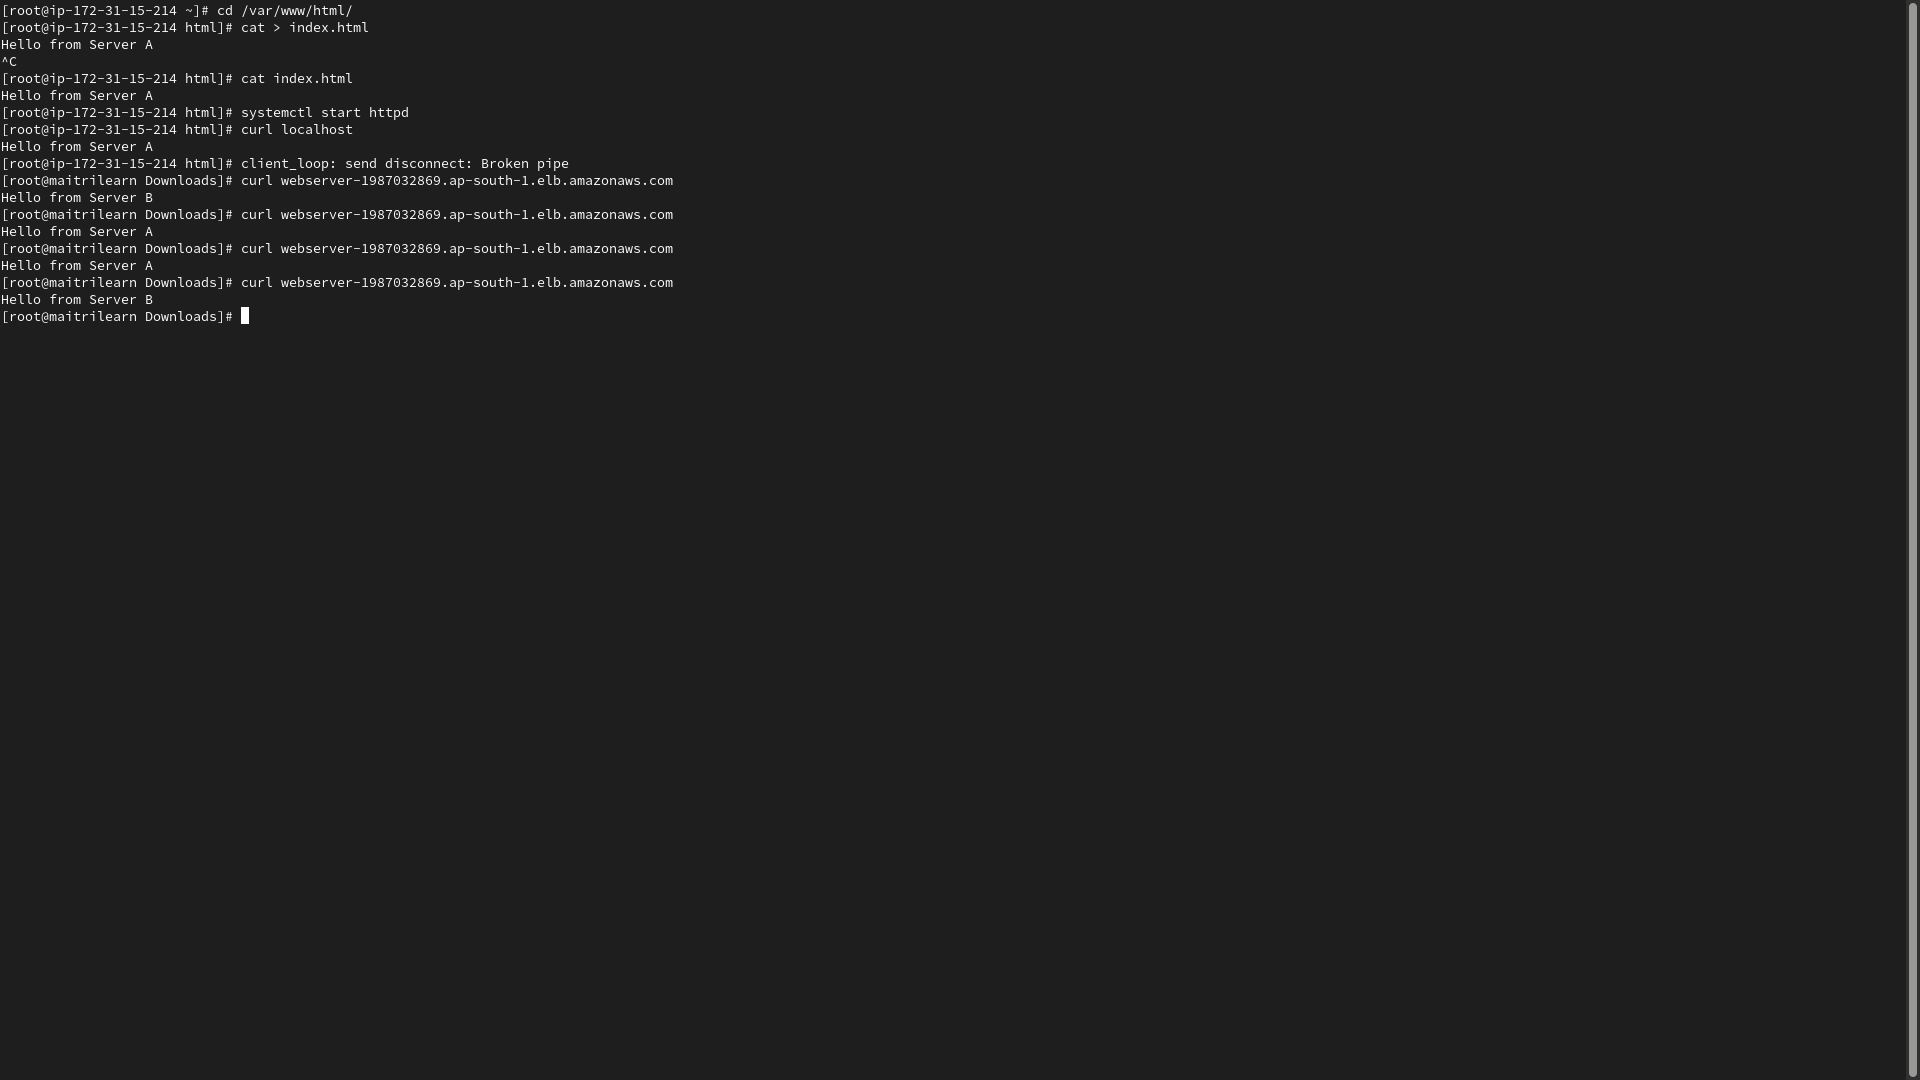 [root@ip-172-31-15-214 ~]# cd /var/www/html/
[root@ip-172-31-15-214 html]# cat > index.html
Hello from Server A
^C
[root@ip-172-31-15-214 html]# cat index.html
Hello from Server A
[root@ip-172-31-15-214 html]# systemctl start httpd
[root@ip-172-31-15-214 html]# curl localhost
Hello from Server A
[root@ip-172-31-15-214 html]# client_loop: send disconnect: Broken pipe
[root@maitrilearn Downloads]# curl webserver-1987032869.ap-south-1.elb.amazonaws.com
Hello from Server B
[root@maitrilearn Downloads]# curl webserver-1987032869.ap-south-1.elb.amazonaws.com
Hello from Server A
[root@maitrilearn Downloads]# curl webserver-1987032869.ap-south-1.elb.amazonaws.com
Hello from Server A
[root@maitrilearn Downloads]# curl webserver-1987032869.ap-south-1.elb.amazonaws.com
Hello from Server B
[root@maitrilearn Downloads]#